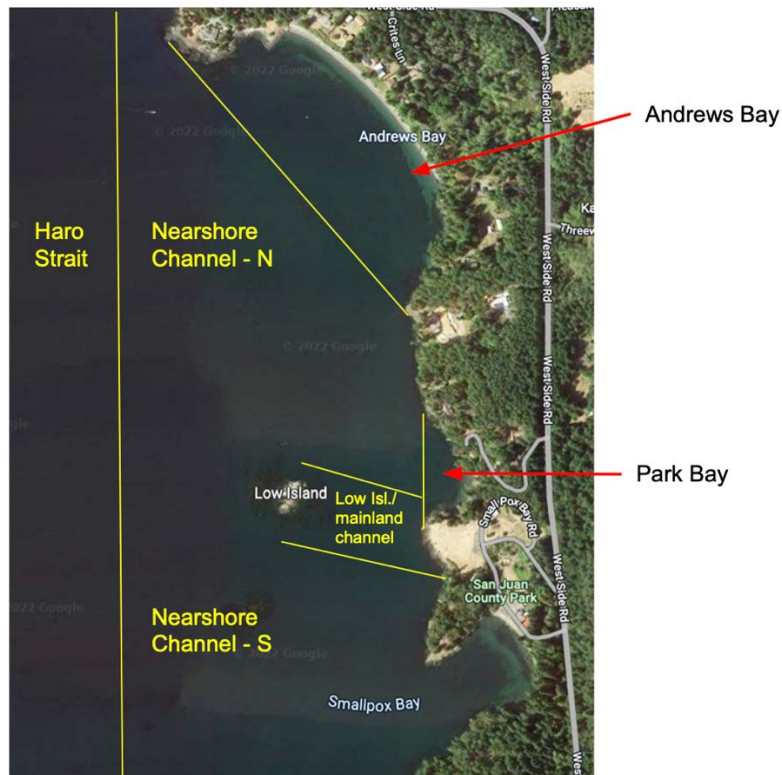 West Side Rd
Crites Ln
© 2022 Google
West Side Rd
Andrews Bay
Andrews Bay
2022 Google
Haro
Strait
Nearshore
Channel - N
Threew
© 2022 Google
West Side Rd
Park Bay
Low Island
Low Isl./
mainland
channel
Small Pox Bay Rd
West Side Rd
San Juan
County Park
2022 Google
Nearshore
Channel - S
© 2022 Google
Smallpox Bay